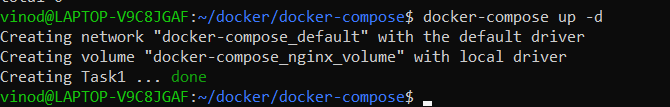 vinod@LAPTOP-V9C8JGAF:~/docker/docker-compose$ docker-compose up -d
Creating network "docker-compose_default" with the default driver
Creating volume "docker-compose_nginx_volume" with local driver
Creating Task1 ... done
vinod@LAPTOP-V9C8JGAF:~/docker/docker-compose$